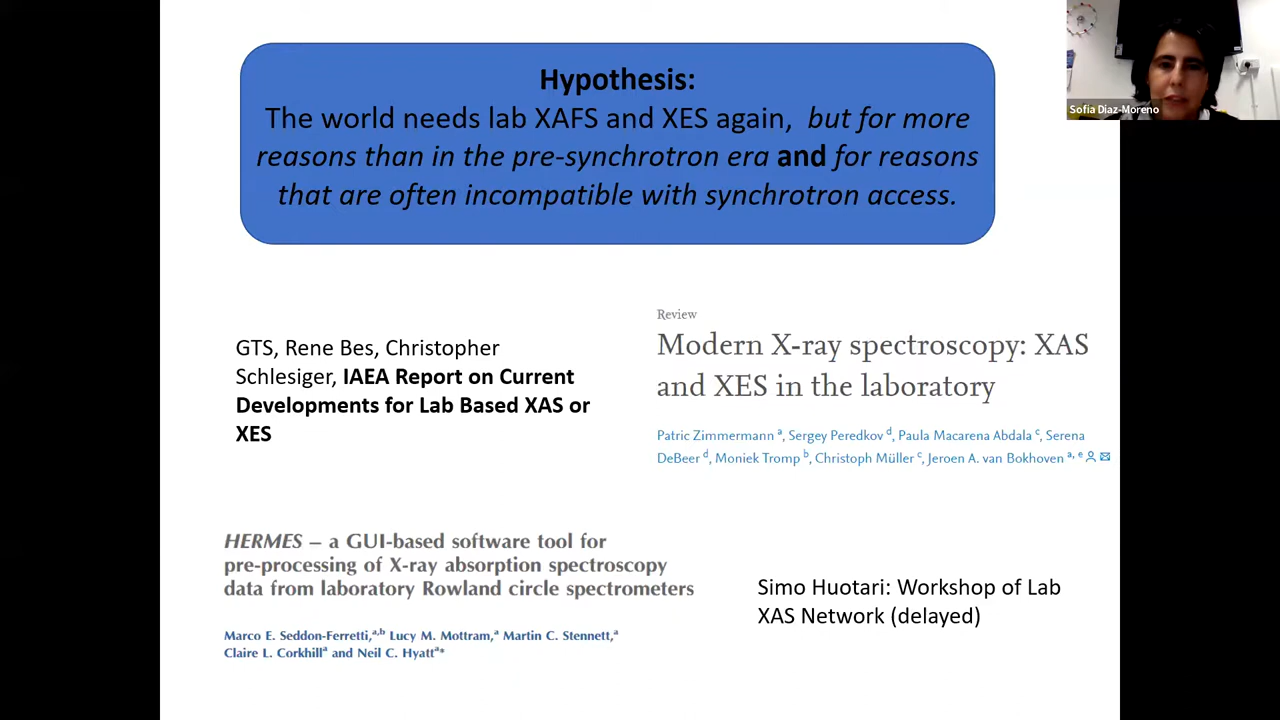 Hypothesis:
The world needs lab XAFS and XES again, but for more
reasons than in the pre-synchrotron era and for reasons
that are often incompatible with synchrotron access.
Sofia Diaz-Moreno
GTS, Rene Bes, Christopher
Schlesiger, IAEA Report on Current
Developments for Lab Based XAS or
XES
Review
Modern X-ray spectroscopy: XAS
and XES in the laboratory
Patric Zimmermann a, Sergey Peredkov d, Paula Macarena Abdala c, Serena
DeBeer d, Moniek Tromp b, Christoph Müller c, Jeroen A. van Bokhoven a, e
HERMES – a GUI-based software tool for
pre-processing of X-ray absorption spectroscopy
data from laboratory Rowland circle spectrometers
Marco E. Seddon-Ferretti,a,b Lucy M. Mottram,a Martin C. Stennett,a
Claire L. Corkhilla and Neil C. Hyatta*
Simo Huotari: Workshop of Lab
XAS Network (delayed)